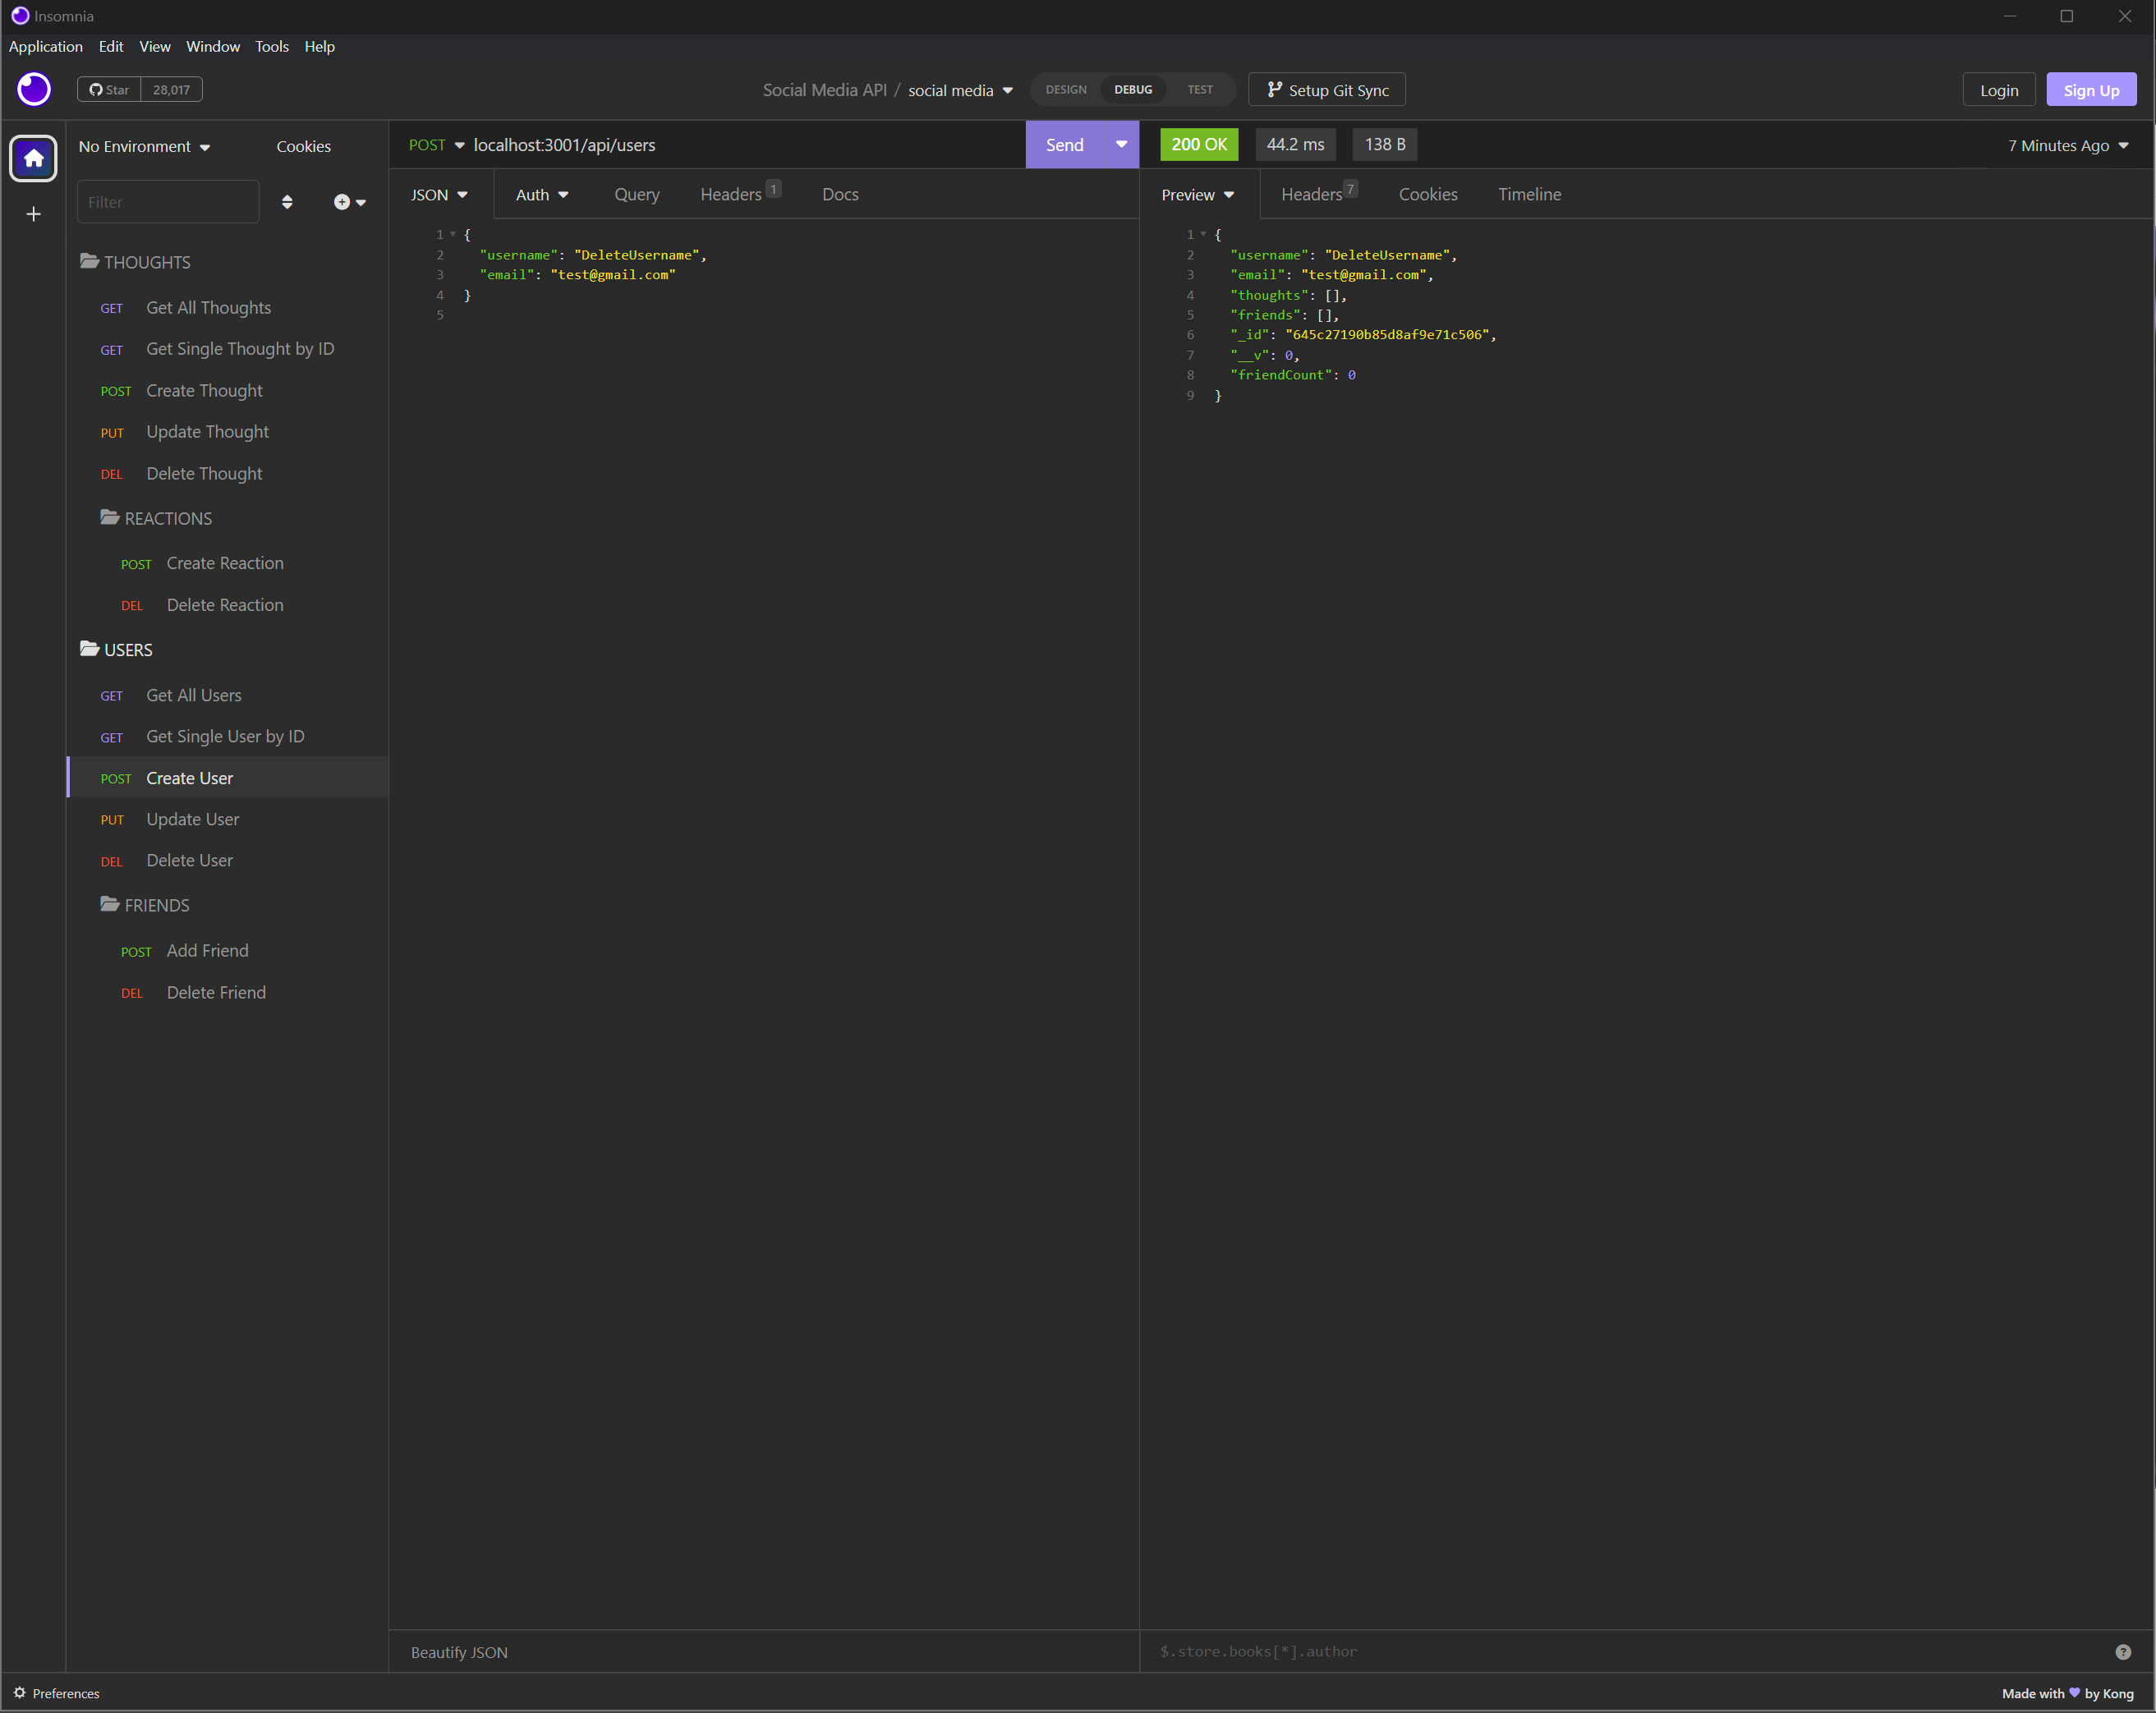 Insomnia
Application Edit View Window Tools Help
Star 28,017
Social Media API / social media
DESIGN DEBUG TEST
Setup Git Sync
Login
Sign Up
No Environment
Cookies
Filter
THOUGHTS
GET Get All Thoughts
GET Get Single Thought by ID
POST Create Thought
PUT Update Thought
DEL Delete Thought
REACTIONS
POST Create Reaction
DEL Delete Reaction
USERS
GET Get All Users
GET Get Single User by ID
POST Create User
PUT Update User
DEL Delete User
FRIENDS
POST Add Friend
DEL Delete Friend
POST localhost:3001/api/users
Send
JSON Auth Query Headers 1 Docs
1 {
2 "username": "DeleteUsername",
3 "email": "test@gmail.com"
4 }
5
Beautify JSON
200 OK 44.2 ms 138 B
7 Minutes Ago
Preview Headers 7 Cookies Timeline
1 {
2 "username": "DeleteUsername",
3 "email": "test@gmail.com",
4 "thoughts": [],
5 "friends": [],
6 "_id": "645c27190b85d8af9e71c506",
7 "__v": 0,
8 "friendCount": 0
9 }
$.store.books[*].author
?
Preferences
Made with 💜 by Kong